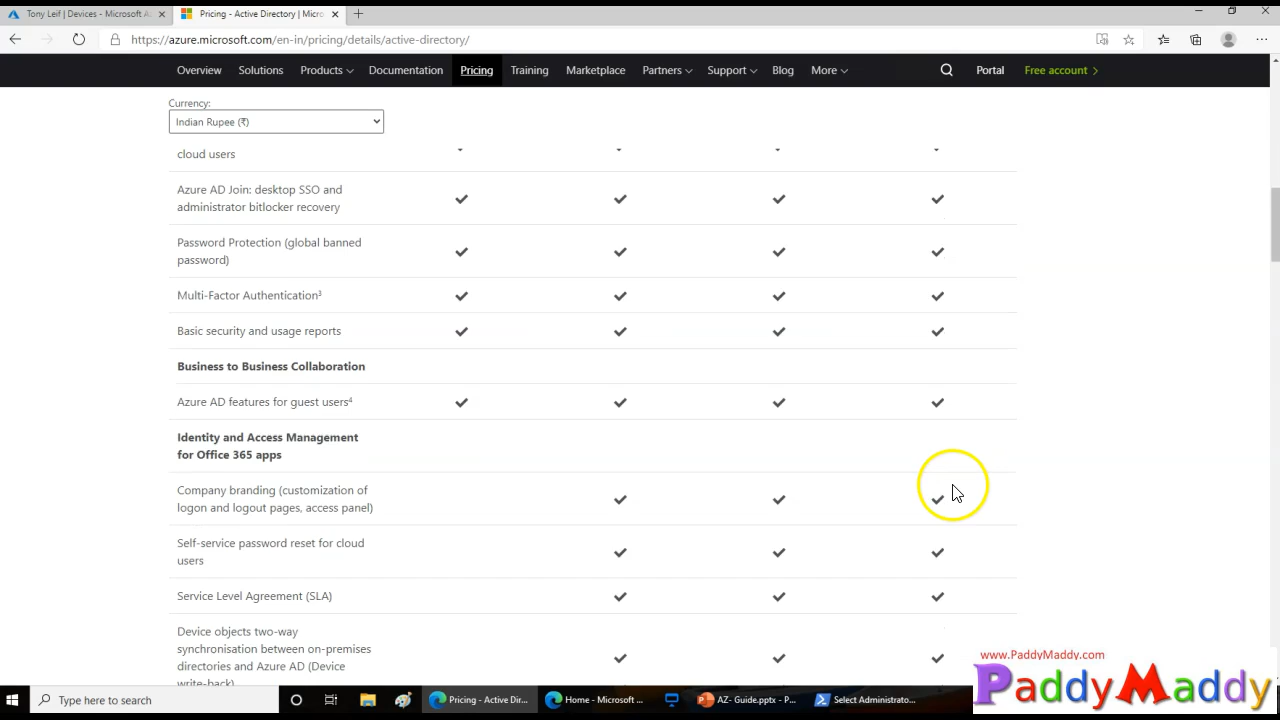 Tony Leif | Devices - Microsoft A
Pricing - Active Directory | Micro
https://azure.microsoft.com/en-in/pricing/details/active-directory/
Overview Solutions Products Documentation Pricing Training Marketplace Partners Support Blog More Portal Free account
Currency:
Indian Rupee (₹)
cloud users
Azure AD Join: desktop SSO and
administrator bitlocker recovery
Password Protection (global banned
password)
Multi-Factor Authentication³
Basic security and usage reports
Business to Business Collaboration
Azure AD features for guest users⁴
Identity and Access Management
for Office 365 apps
Company branding (customization of
logon and logout pages, access panel)
Self-service password reset for cloud
users
Service Level Agreement (SLA)
Device objects two-way
synchronisation between on-premises
directories and Azure AD (Device
write-back)
www.PaddyMaddy.com
PaddyMaddy
Type here to search
Pricing - Active Dir...
Home - Microsoft ...
AZ- Guide.pptx - P...
Select Administrato...